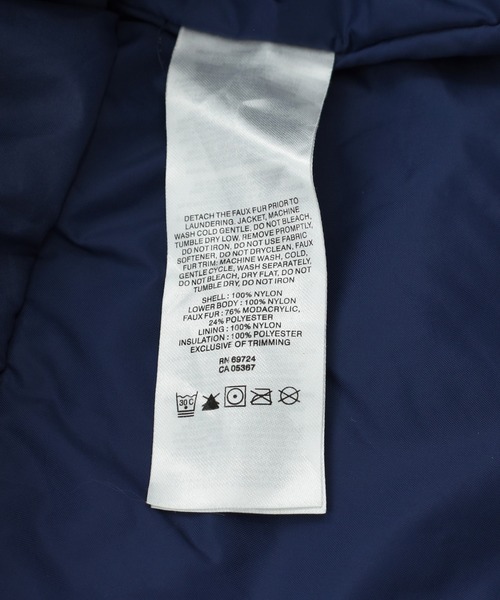 DETACH THE FAUX FUR PRIOR TO
LAUNDERING. JACKET, MACHINE
WASH COLD GENTLE. DO NOT BLEACH,
TUMBLE DRY LOW, REMOVE PROMPTLY,
DO NOT IRON, DO NOT USE FABRIC
SOFTENER, DO NOT DRYCLEAN. FAUX
FUR TRIM: MACHINE WASH, COLD,
GENTLE CYCLE, WASH SEPARATELY,
DO NOT BLEACH, DRY FLAT, DO NOT
TUMBLE DRY, DO NOT IRON
SHELL : 100% NYLON
LOWER BODY : 100% NYLON
FAUX FUR : 76% MODACRYLIC,
24% POLYESTER
LINING : 100% NYLON
INSULATION : 100% POLYESTER
EXCLUSIVE OF TRIMMING
RN 69724
CA 05367
30 C